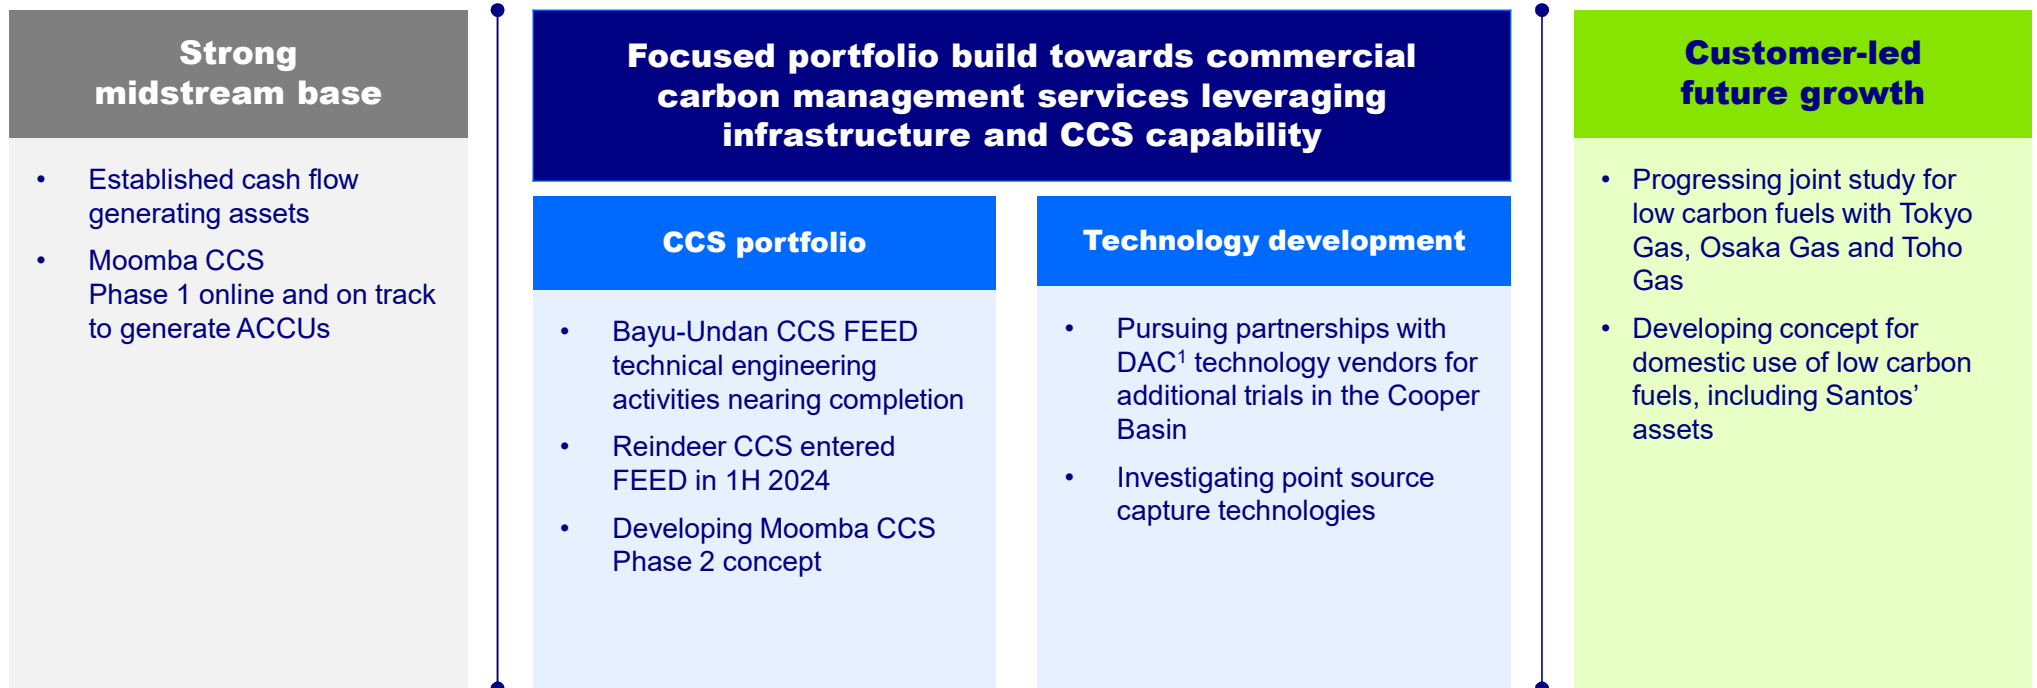 Strong
midstream base
• Established cash flow
generating assets
• Moomba CCS
Phase 1 online and on track
to generate ACCUs
Focused portfolio build towards commercial
carbon management services leveraging
infrastructure and CCS capability
CCS portfolio
• Bayu-Undan CCS FEED
technical engineering
activities nearing completion
• Reindeer CCS entered
FEED in 1H 2024
• Developing Moomba CCS
Phase 2 concept
Technology development
• Pursuing partnerships with
DAC¹ technology vendors for
additional trials in the Cooper
Basin
• Investigating point source
capture technologies
Customer-led
future growth
• Progressing joint study for
low carbon fuels with Tokyo
Gas, Osaka Gas and Toho
Gas
• Developing concept for
domestic use of low carbon
fuels, including Santos’
assets